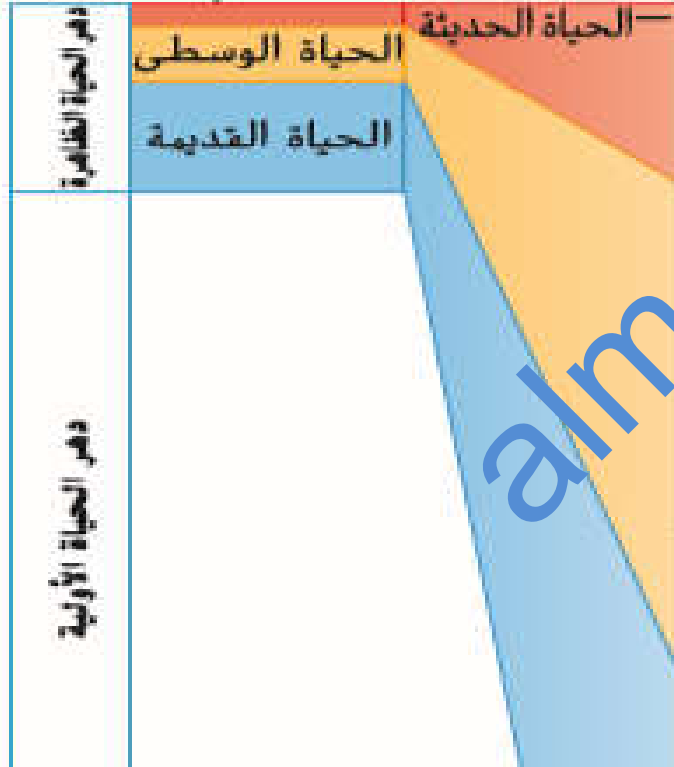 الحياة الحديثة
الحياة الوسطى
الحياة القديمة
دهر الحياة الظاهرة
دهر الحياة الأولية
alm